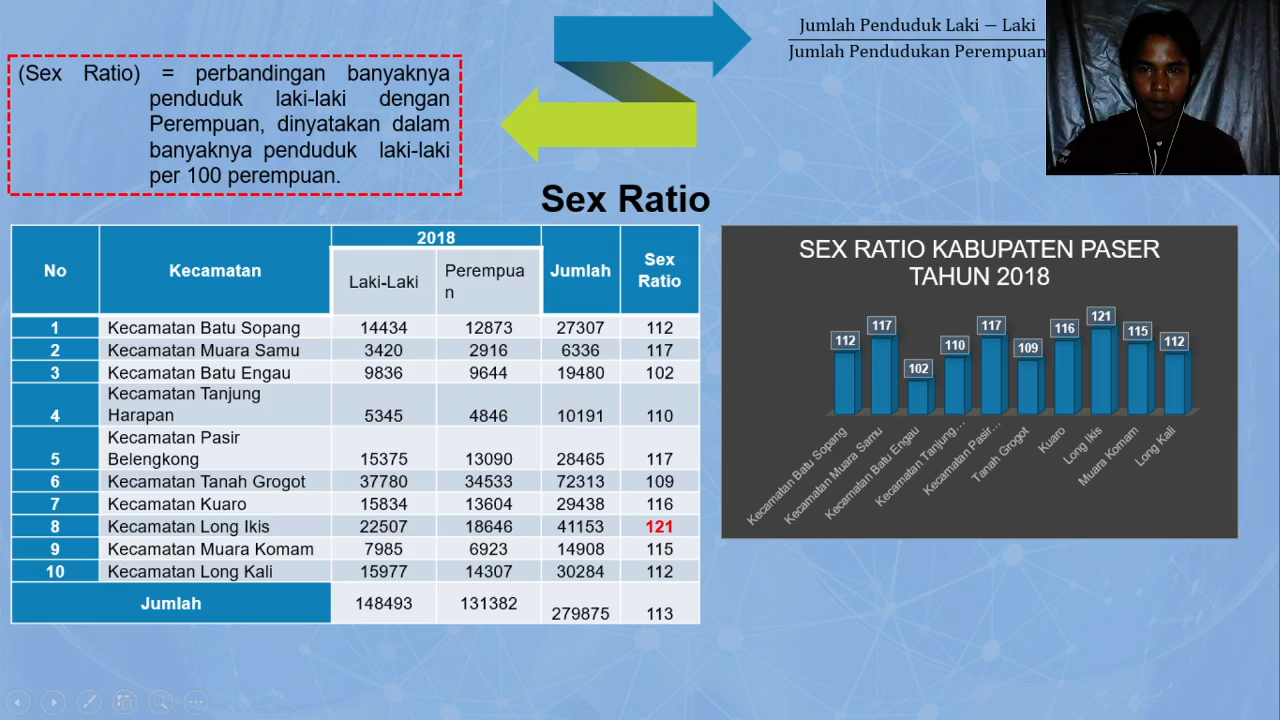 (Sex Ratio) = perbandingan banyaknya
penduduk laki-laki dengan
Perempuan, dinyatakan dalam
banyaknya penduduk laki-laki
per 100 perempuan.
Jumlah Penduduk Laki − Laki
Jumlah Pendudukan Perempuan
Sex Ratio
No Kecamatan 2018 Jumlah Sex Ratio
Laki-Laki Perempua
n
1 Kecamatan Batu Sopang 14434 12873 27307 112
2 Kecamatan Muara Samu 3420 2916 6336 117
3 Kecamatan Batu Engau 9836 9644 19480 102
Kecamatan Tanjung
4 Harapan 5345 4846 10191 110
Kecamatan Pasir
5 Belengkong 15375 13090 28465 117
6 Kecamatan Tanah Grogot 37780 34533 72313 109
7 Kecamatan Kuaro 15834 13604 29438 116
8 Kecamatan Long Ikis 22507 18646 41153 121
9 Kecamatan Muara Komam 7985 6923 14908 115
10 Kecamatan Long Kali 15977 14307 30284 112
Jumlah 148493 131382 279875 113
SEX RATIO KABUPATEN PASER
TAHUN 2018
112 117 102 110 117 109 116 121 115 112
Kecamatan Batu Sopang
Kecamatan Muara Samu
Kecamatan Batu Engau
Kecamatan Tanjung…
Kecamatan Pasir…
Tanah Grogot
Kuaro
Long Ikis
Muara Komam
Long Kali